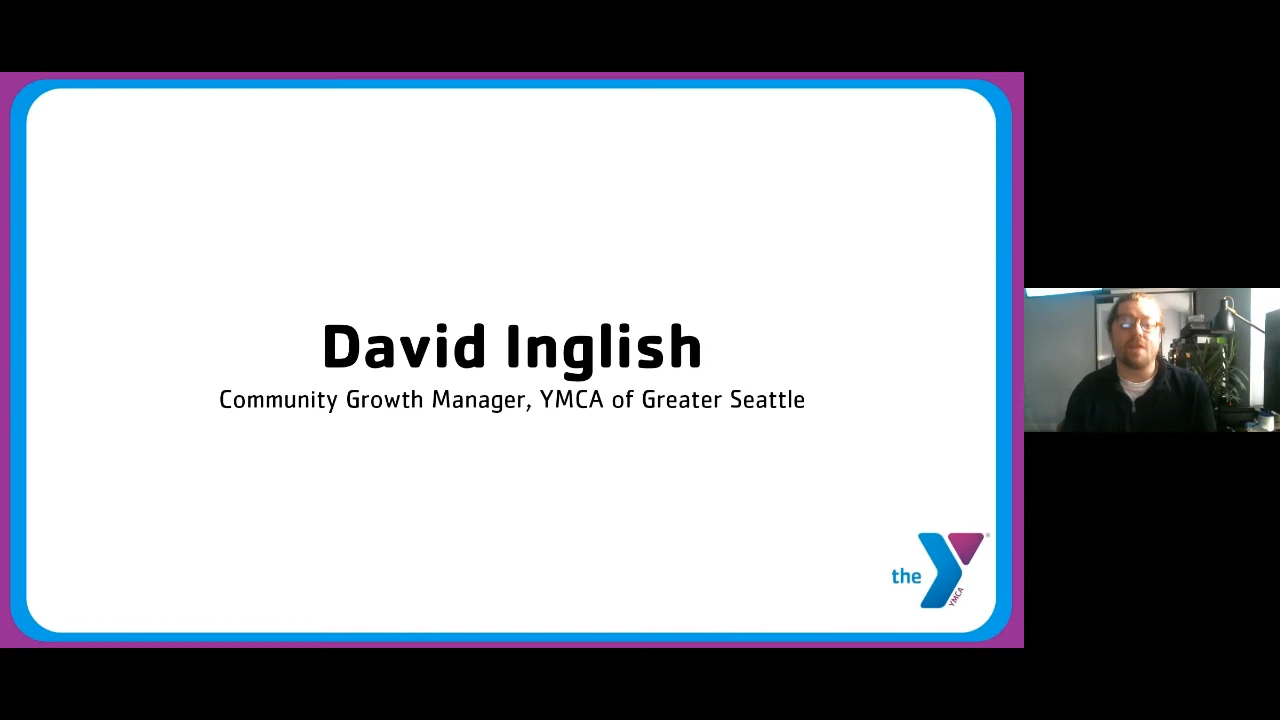 David Inglish
Community Growth Manager, YMCA of Greater Seattle
the
YMCA
®